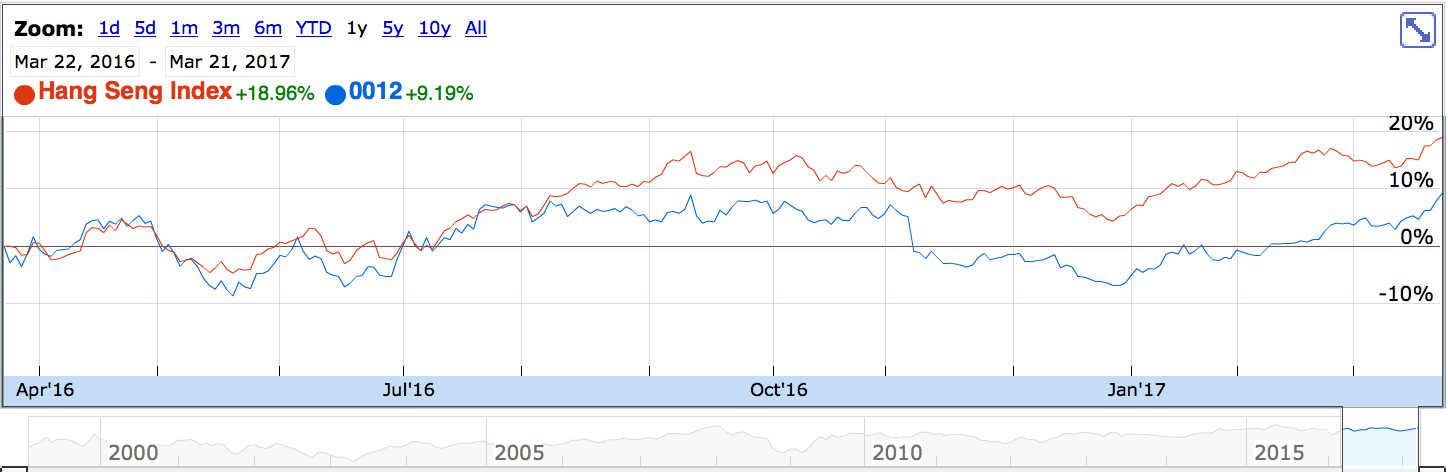 Zoom: 1d 5d 1m 3m 6m YTD 1y 5y 10y All
Mar 22, 2016 - Mar 21, 2017
Hang Seng Index +18.96% 0012 +9.19%
20%
10%
0%
-10%
Apr'16 Jul'16 Oct'16 Jan'17
2000 2005 2010 2015